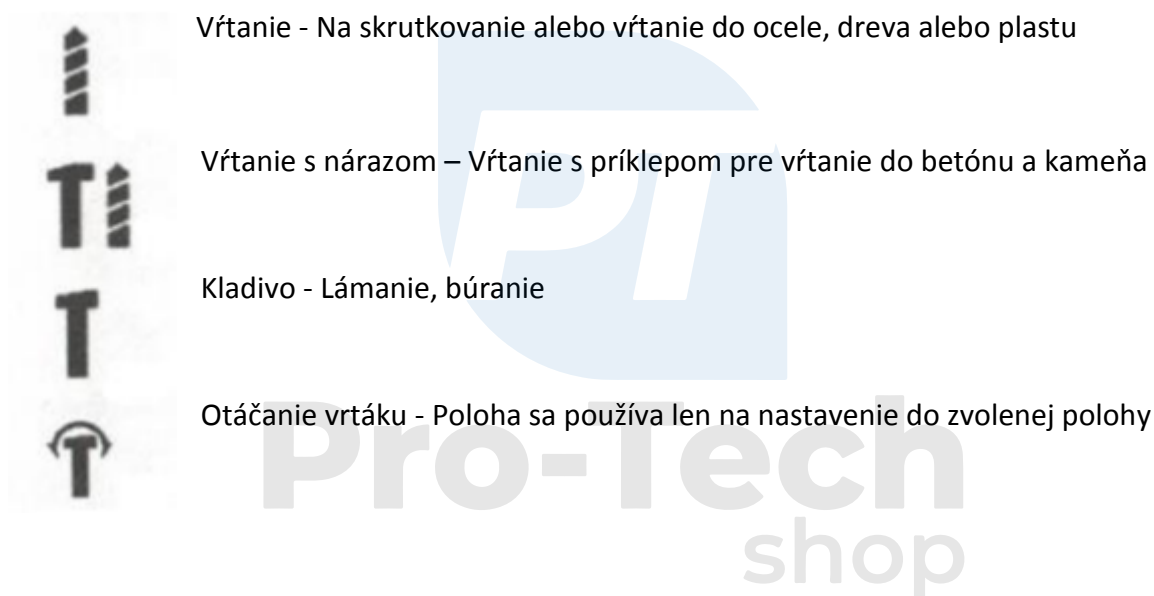 Vŕtanie - Na skrutkovanie alebo vŕtanie do ocele, dreva alebo plastu
Vŕtanie s nárazom – Vŕtanie s príklepom pre vŕtanie do betónu a kameňa
Kladivo - Lámanie, búranie
Otáčanie vrtáku - Poloha sa používa len na nastavenie do zvolenej polohy
PT
Pro-Tech
shop